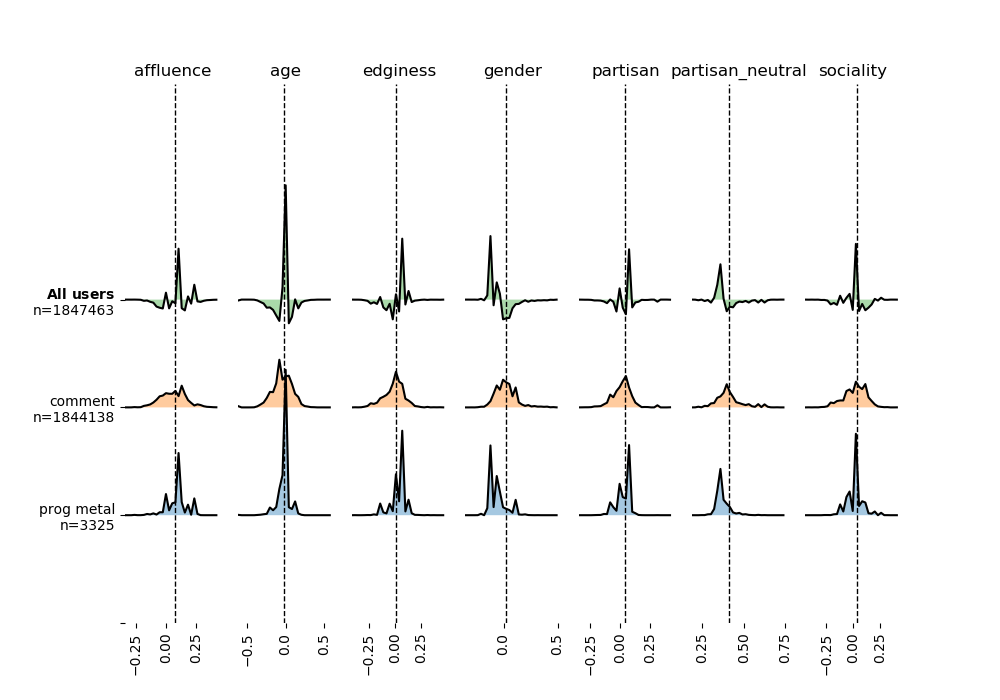 affluence age edginess gender partisan partisan_neutral sociality
All users
n=1847463
comment
n=1844138
prog metal
n=3325
−0.25 0.00 0.25 −0.5 0.0 0.5 −0.25 0.00 0.25 0.0 0.5 −0.25 0.00 0.25 0.25 0.50 0.75 −0.25 0.00 0.25